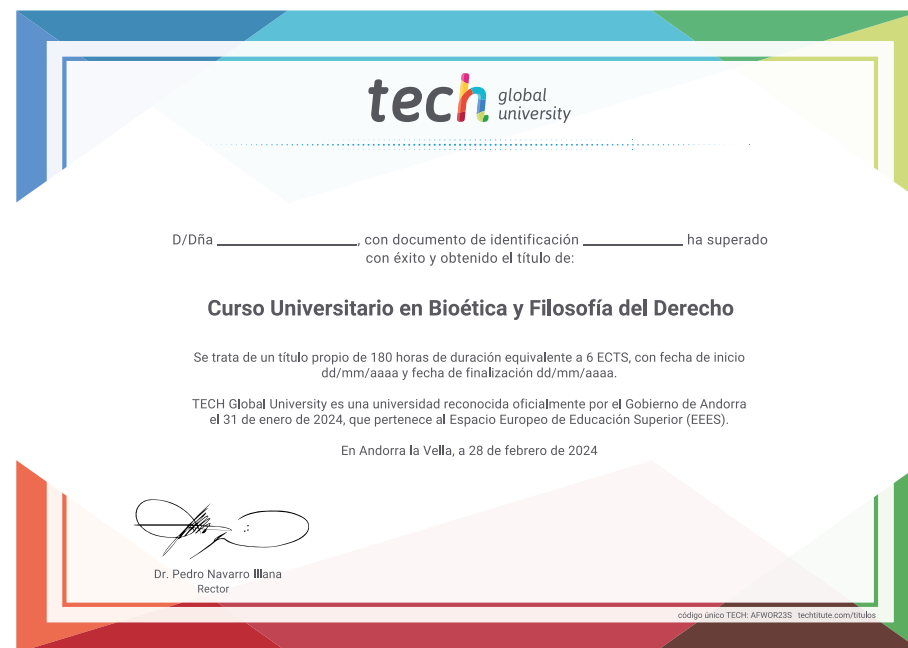 tech global university
D/Dña ____________, con documento de identificación ____________ ha superado
con éxito y obtenido el título de:
Curso Universitario en Bioética y Filosofía del Derecho
Se trata de un título propio de 180 horas de duración equivalente a 6 ECTS, con fecha de inicio
dd/mm/aaaa y fecha de finalización dd/mm/aaaa.
TECH Global University es una universidad reconocida oficialmente por el Gobierno de Andorra
el 31 de enero de 2024, que pertenece al Espacio Europeo de Educación Superior (EEES).
En Andorra la Vella, a 28 de febrero de 2024
Dr. Pedro Navarro Illana
Rector
código único TECH: AFWOR23S techtitute.com/titulos